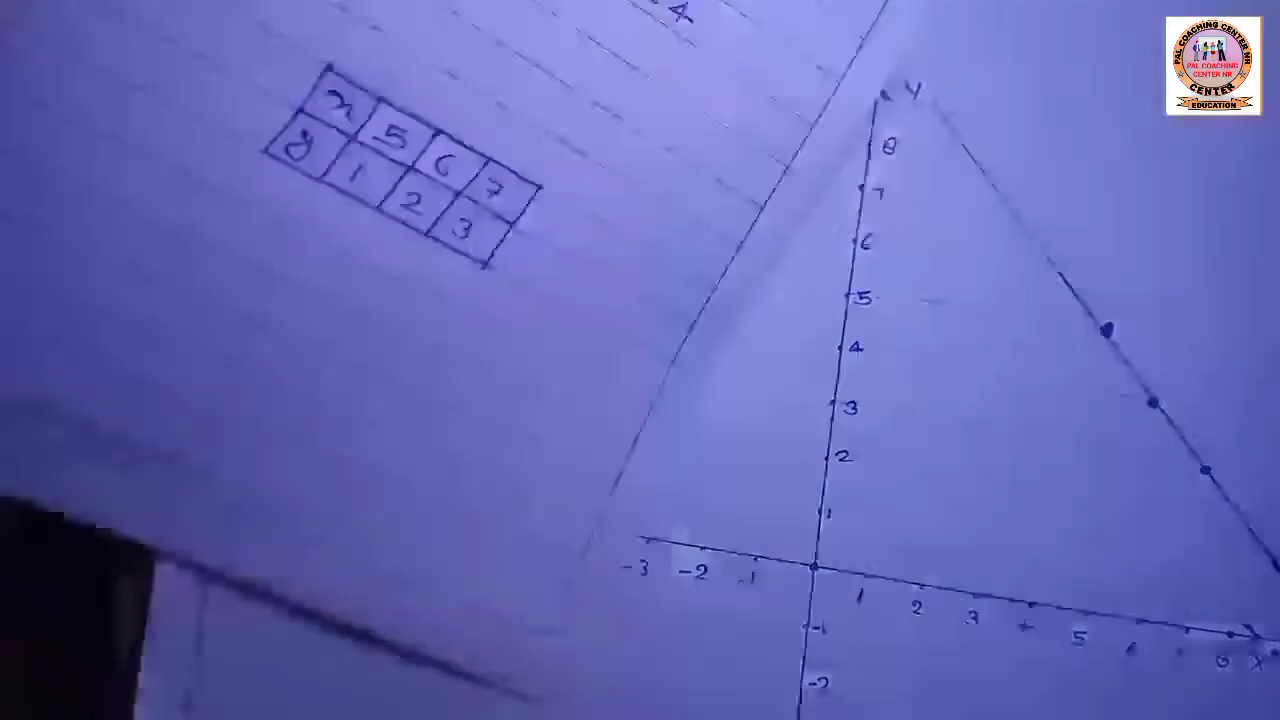 4
x 5 6 7
y 1 2 3
Y
8
7
6
5
4
3
2
1
-3 -2 -1 1 2 3 4 5 6 8 X
-1
-2
PAL COACHING CENTER NR
PAL COACHING
CENTER NR
CENTER
EDUCATION